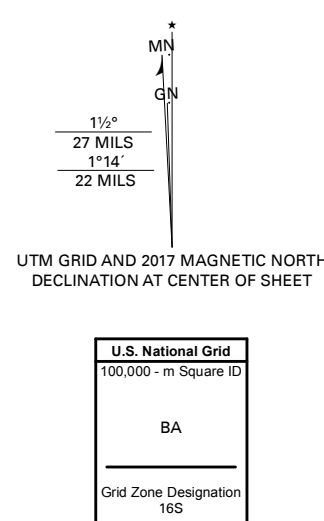 MN
GN
1½°
27 MILS
1°14´
22 MILS
UTM GRID AND 2017 MAGNETIC NORTH
DECLINATION AT CENTER OF SHEET
U.S. National Grid
100,000 - m Square ID
BA
Grid Zone Designation
16S